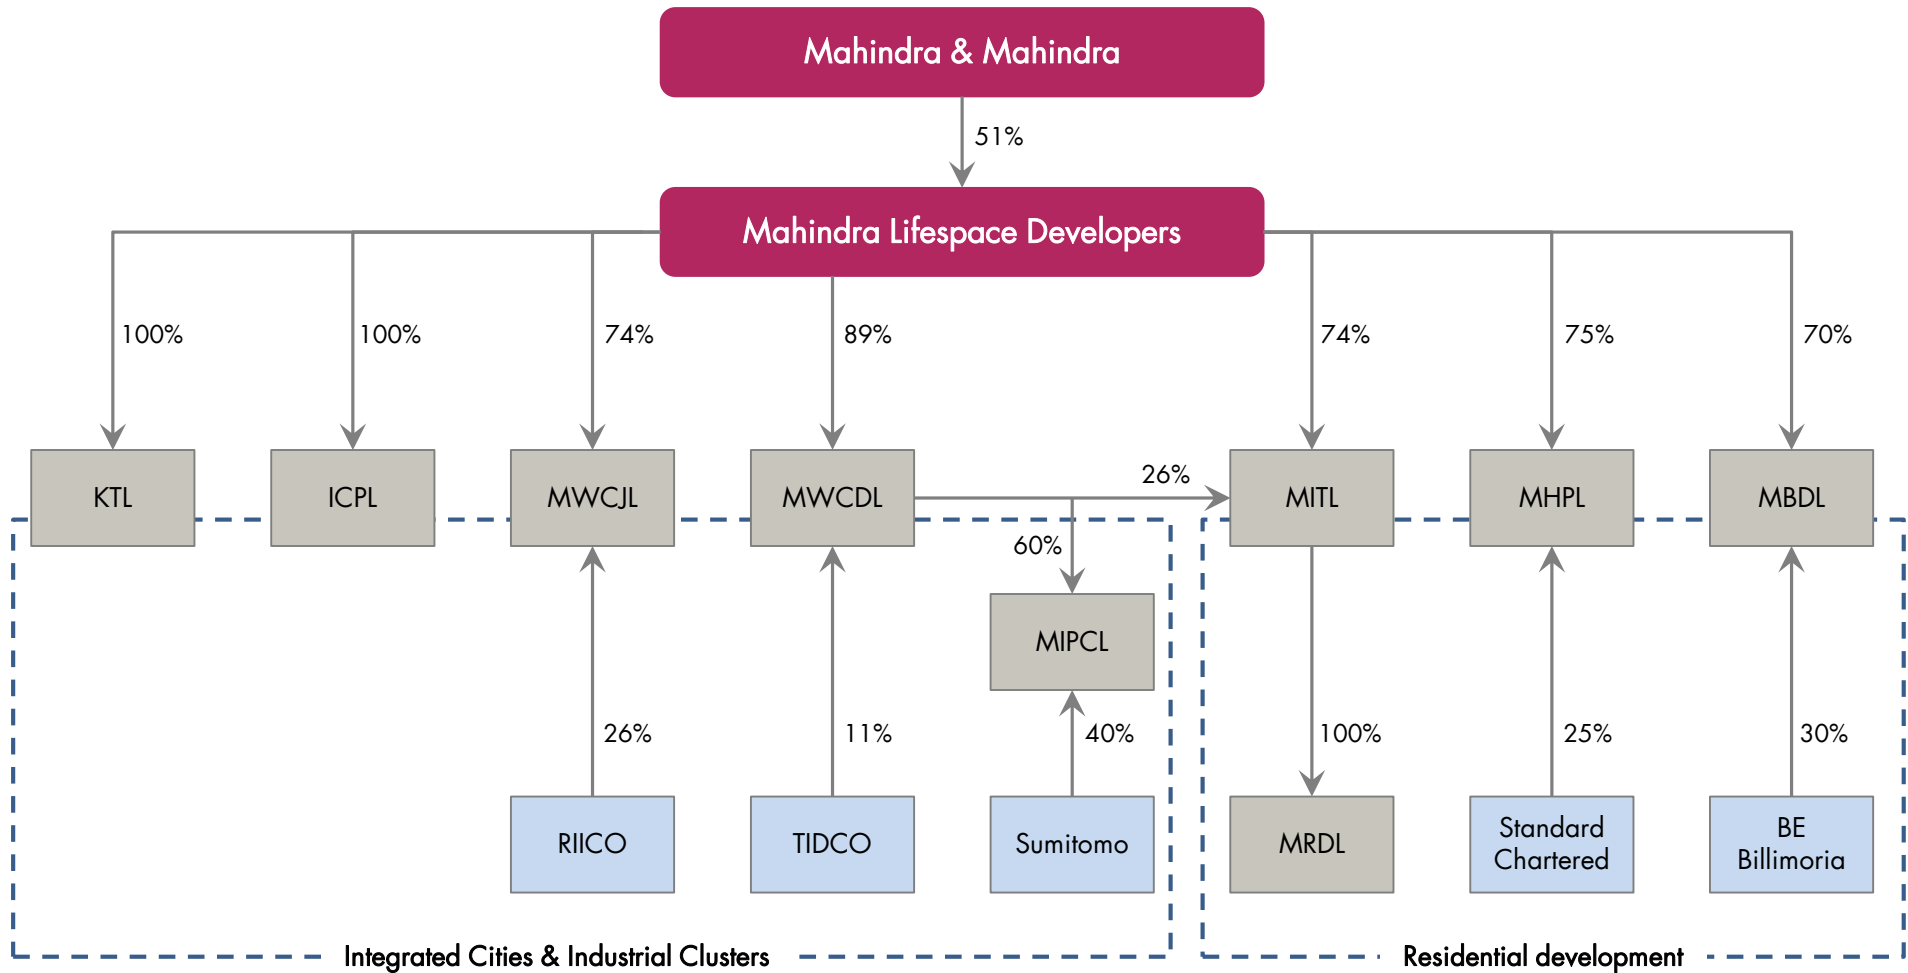 Mahindra & Mahindra
51%
Mahindra Lifespace Developers
100%
100%
74%
89%
74%
75%
70%
KTL
ICPL
MWCJL
MWCDL
26%
MITL
MHPL
MBDL
60%
MIPCL
26%
11%
40%
100%
25%
30%
RIICO
TIDCO
Sumitomo
MRDL
Standard
Chartered
BE
Billimoria
Integrated Cities & Industrial Clusters
Residential development